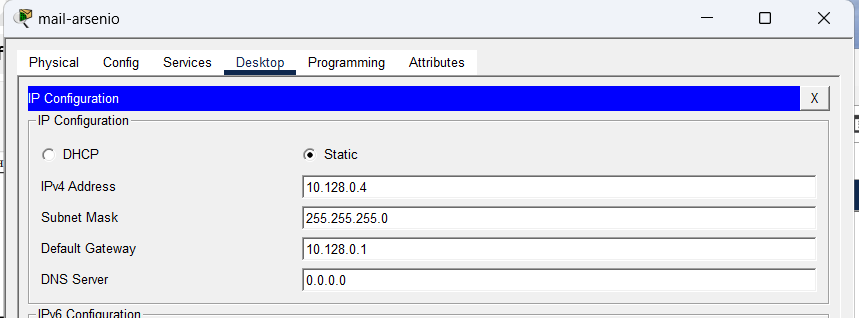 mail-arsenio
Physical Config Services Desktop Programming Attributes
IP Configuration X
IP Configuration
DHCP Static
IPv4 Address 10.128.0.4
Subnet Mask 255.255.255.0
Default Gateway 10.128.0.1
DNS Server 0.0.0.0
IPv6 Configuration